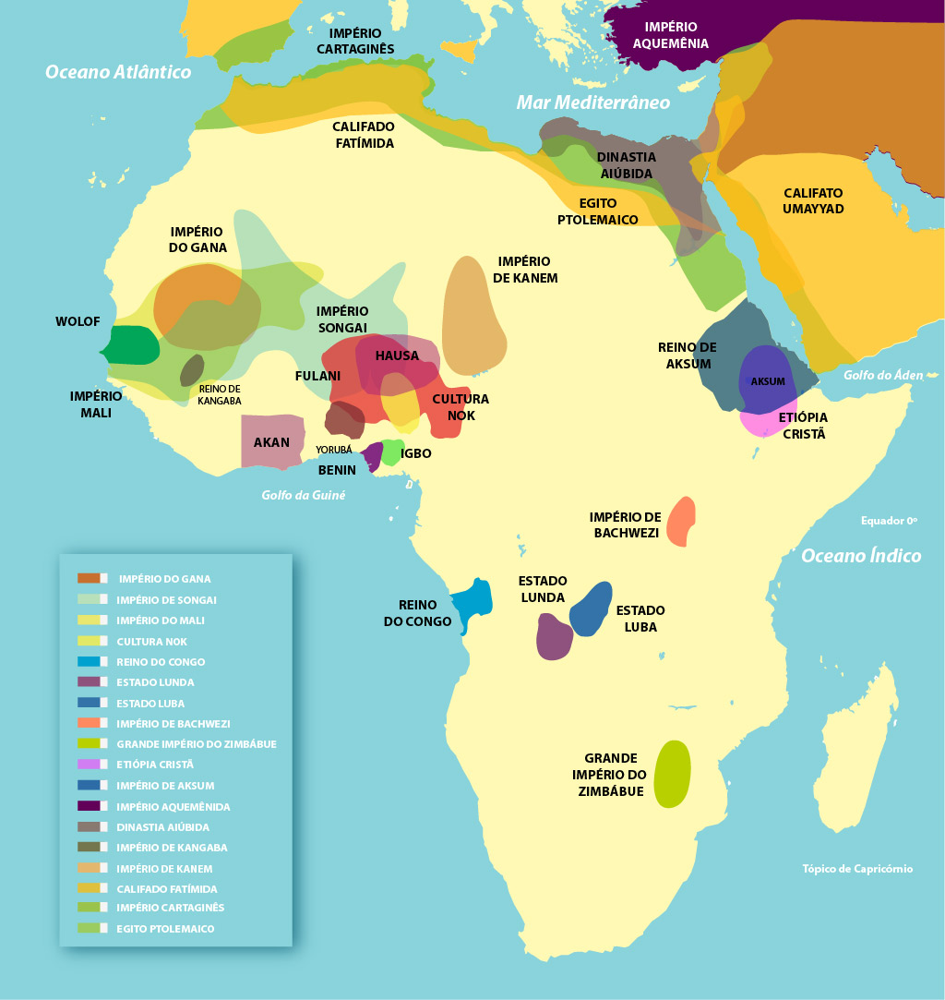 IMPÉRIO
AQUEMÊNIA
IMPÉRIO
CARTAGINÊS
Oceano Atlântico
Mar Mediterrâneo
CALIFADO
FATÍMIDA
DINASTIA
AIÚBIDA
CALIFATO
UMAYYAD
EGITO
PTOLEMAICO
IMPÉRIO
DO GANA
IMPÉRIO
DE KANEM
WOLOF
IMPÉRIO
SONGAI
HAUSA
REINO DE
AKSUM
FULANI
AKSUM
Golfo do Áden
IMPÉRIO
MALI
REINO DE
KANGABA
CULTURA
NOK
ETIÓPIA
CRISTÃ
AKAN
YORUBÁ
IGBO
BENIN
Golfo da Guiné
IMPÉRIO DE
BACHWEZI
Equador 0º
Oceano Índico
ESTADO
LUNDA
REINO
DO CONGO
ESTADO
LUBA
GRANDE
IMPÉRIO DO
ZIMBÁBUE
Tópico de Capricómio
IMPÉRIO DO GANA
IMPÉRIO DE SONGAI
IMPÉRIO DO MALI
CULTURA NOK
REINO DO CONGO
ESTADO LUNDA
ESTADO LUBA
IMPÉRIO DE BACHWEZI
GRANDE IMPÉRIO DO ZIMBÁBUE
ETIÓPIA CRISTÃ
IMPÉRIO DE AKSUM
IMPÉRIO AQUEMÊNIDA
DINASTIA AIÚBIDA
IMPÉRIO DE KANGABA
IMPÉRIO DE KANEM
CALIFADO FATÍMIDA
IMPÉRIO CARTAGINÊS
EGITO PTOLEMAICO